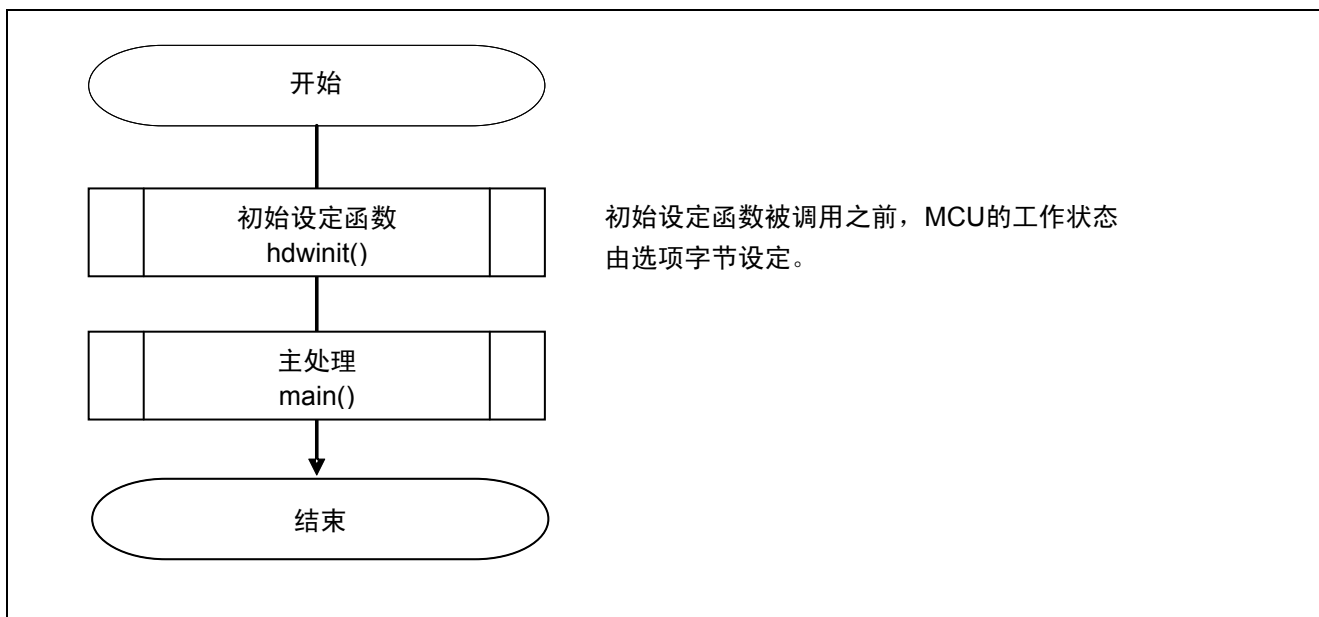 开始
初始设定函数
hdwinit()
初始设定函数被调用之前，MCU的工作状态
由选项字节设定。
主处理
main()
结束